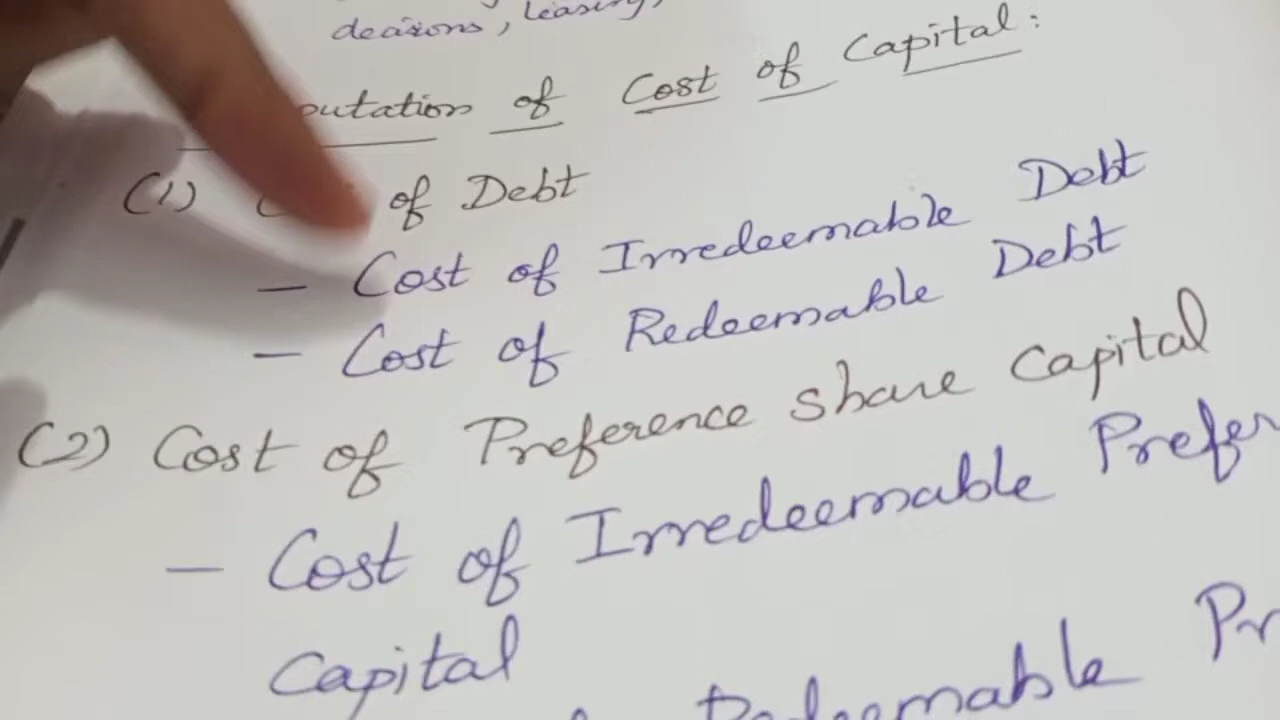 decisions, leasing,
putation of Cost of Capital:
(1) of Debt
- Cost of Irredeemable Debt
- Cost of Redeemable Debt
(2) Cost of Preference share Capital
- Cost of Irredeemable Prefer
Capital
Redeemable Pr